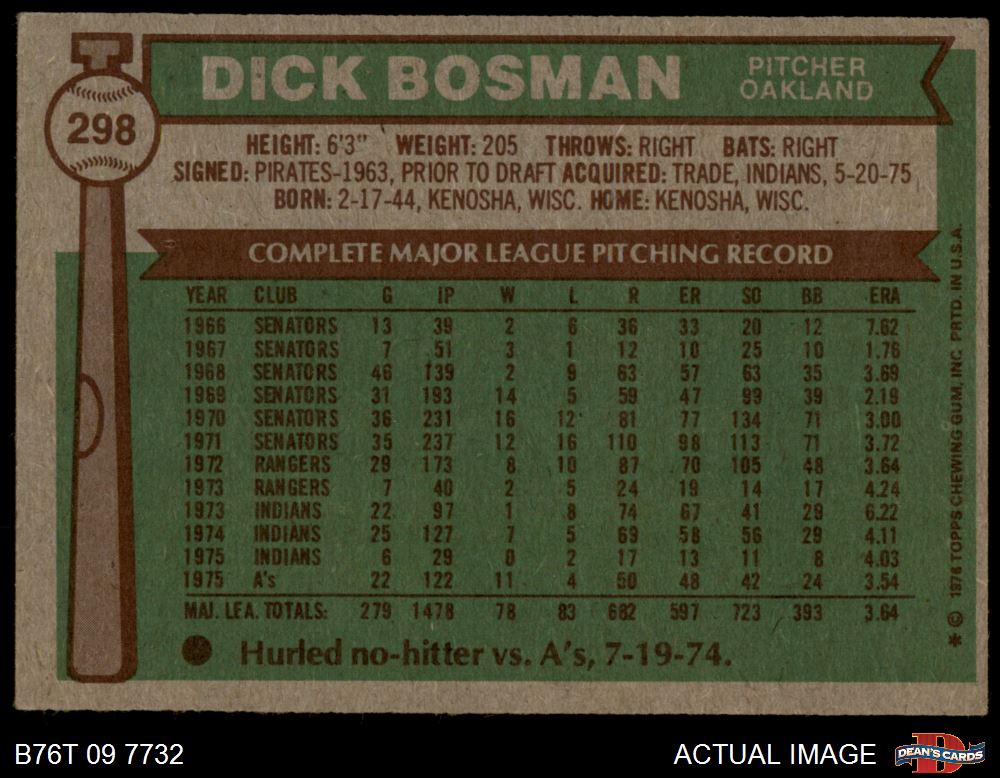 DICK BOSMAN
PITCHER
OAKLAND
298
HEIGHT: 6'3" WEIGHT: 205 THROWS: RIGHT BATS: RIGHT
SIGNED: PIRATES-1963, PRIOR TO DRAFT ACQUIRED: TRADE, INDIANS, 5-20-75
BORN: 2-17-44, KENOSHA, WISC. HOME: KENOSHA, WISC.
COMPLETE MAJOR LEAGUE PITCHING RECORD
YEAR CLUB G IP W L R ER SO BB ERA
1966 SENATORS 13 39 2 6 36 33 20 12 7.62
1967 SENATORS 7 51 3 1 12 10 25 10 1.76
1968 SENATORS 46 139 2 9 63 57 63 35 3.69
1969 SENATORS 31 193 14 5 59 47 99 39 2.19
1970 SENATORS 36 231 16 12 81 77 134 71 3.00
1971 SENATORS 35 237 12 16 110 98 113 71 3.72
1972 RANGERS 29 173 8 10 87 70 105 48 3.64
1973 RANGERS 7 40 2 5 24 19 14 17 4.24
1973 INDIANS 22 97 1 8 74 67 41 29 6.22
1974 INDIANS 25 127 7 5 69 58 56 29 4.11
1975 INDIANS 6 29 0 2 17 13 11 8 4.03
1975 A's 22 122 11 4 50 48 42 24 3.54
MAJ. LEA. TOTALS: 279 1478 78 83 682 597 723 393 3.64
Hurled no-hitter vs. A's, 7-19-74.
* © 1976 TOPPS CHEWING GUM, INC. PRTD. IN U.S.A.
B76T 09 7732
ACTUAL IMAGE
DEAN'S CARDS